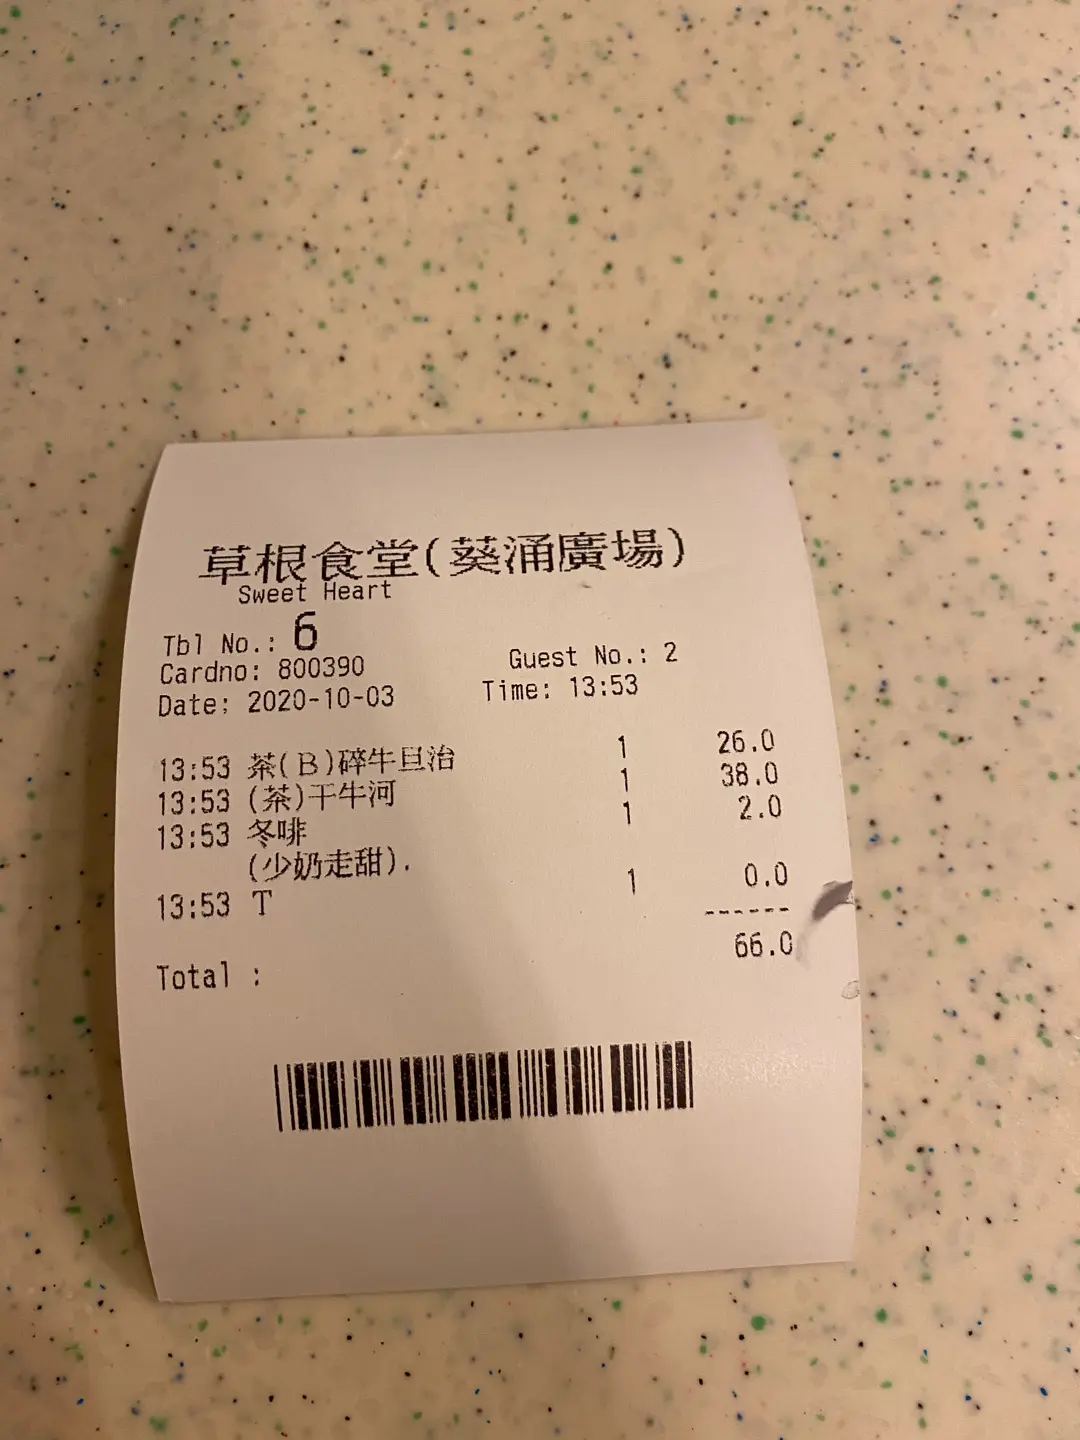 草根食堂(葵涌廣場)
Sweet Heart
Tbl No.: 6
Cardno: 800390 Guest No.: 2
Date: 2020-10-03 Time: 13:53
13:53 茶(B)碎牛旦治 1 26.0
13:53 (茶)干牛河 1 38.0
13:53 冬啡 1 2.0
(少奶走甜).
13:53 T 1 0.0
------
Total : 66.0